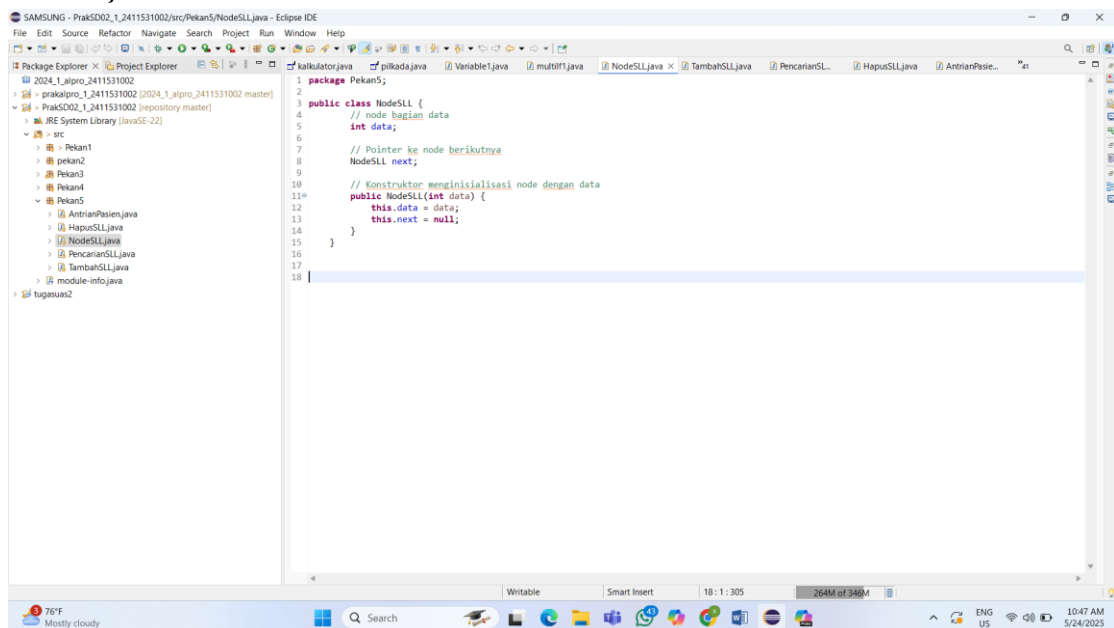 SAMSUNG - PrakSD02_1_2411531002/src/Pekan5/NodeSLL.java - Eclipse IDE
File Edit Source Refactor Navigate Search Project Run Window Help
Package Explorer Project Explorer
2024_1_alpro_2411531002
> prakalpro_1_2411531002 [2024_1_alpro_2411531002 master]
> PrakSD02_1_2411531002 [repository master]
JRE System Library [JavaSE-22]
> src
> Pekan1
pekan2
Pekan3
Pekan4
Pekan5
AntrianPasien.java
HapusSLL.java
NodeSLL.java
PencarianSLL.java
TambahSLL.java
module-info.java
tugasuas2
kalkulator.java pilkada.java Variable1.java multiIf1.java NodeSLL.java TambahSLL.java PencarianSL... HapusSLL.java AntrianPasie... »41
1 package Pekan5;
2
3 public class NodeSLL {
4 // node bagian data
5 int data;
6
7 // Pointer ke node berikutnya
8 NodeSLL next;
9
10 // Konstruktor menginisialisasi node dengan data
11 public NodeSLL(int data) {
12 this.data = data;
13 this.next = null;
14 }
15 }
16
17
18
Writable Smart Insert 18 : 1 : 305 264M of 346M
3 76°F
Mostly cloudy
Search
43
ENG
US
10:47 AM
5/24/2025